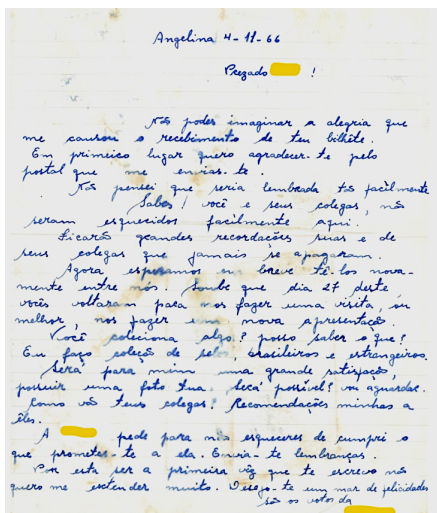 Angelina 4-11-66
Prezado !
Não podes imaginar a alegria que
me causou o recebimento de teu bilhete.
Em primeiro lugar quero agradecer-te pelo
postal que me envias-te.
Não pensei que seria lembrada tão facilmente
Sabes! você e seus colegas, não
seram esquecidos facilmente aqui.
Ficarão grandes recordações suas e de
seus colegas que jamais se apagaram.
Agora esperamos em breve tê-los nova-
mente entre nós. Soube que dia 27 deste
vocês voltaram para nos fazer uma visita, ou
melhor, nos fazer uma nova apresentação.
Você coleciona algo? posso saber o que?
Eu faço coleção de selos, brasileiros e estrangeiros.
Será para mim uma grande satisfação,
possuir uma foto tua. Será possível? vou aguardar.
Como vão teus colegas? Recomendações minhas a
êles.
A pede para não esqueceres de cumpri o
que prometes-te a ela. Envia-te lembranças.
Por esta ser a primeira vêz que te escrevo não
quero me extender muito. Desejo-te um mar de felicidades
são os votos da